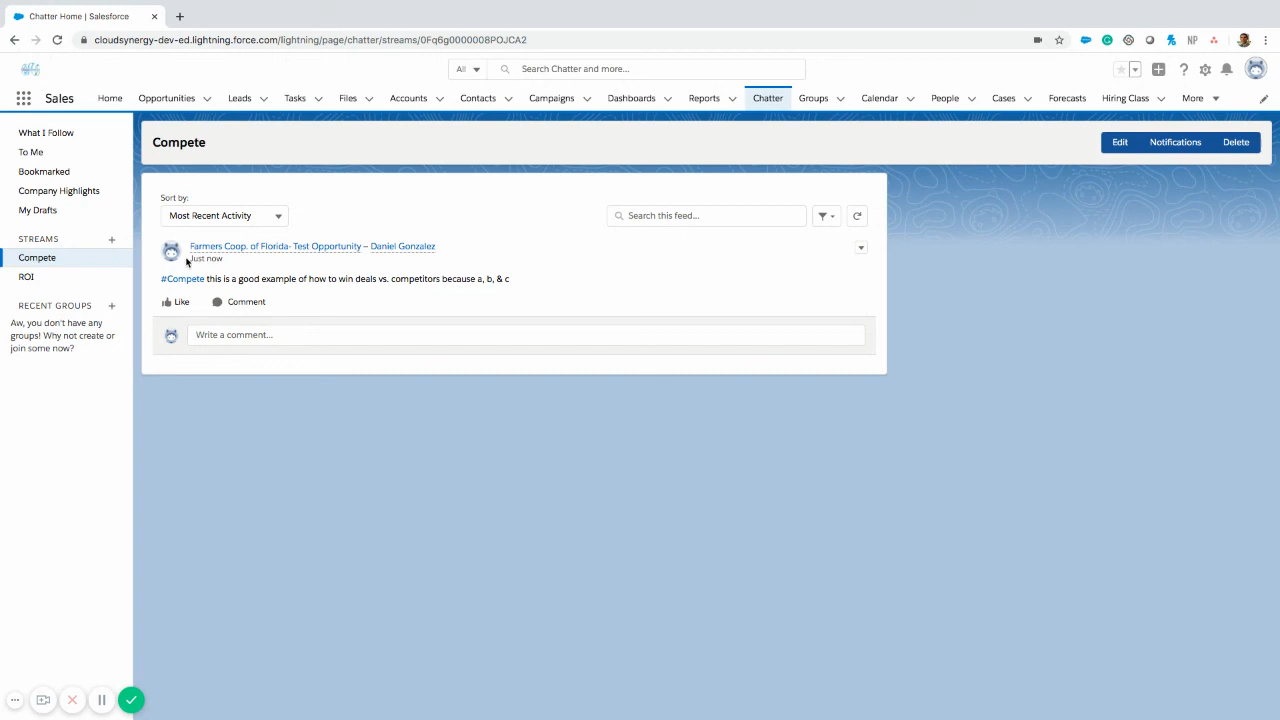 Chatter Home | Salesforce
cloudsynergy-dev-ed.lightning.force.com/lightning/page/chatter/streams/0Fq6g0000008POJCA2
NP
All
Search Chatter and more...
Sales
Home
Opportunities
Leads
Tasks
Files
Accounts
Contacts
Campaigns
Dashboards
Reports
Chatter
Groups
Calendar
People
Cases
Forecasts
Hiring Class
More
What I Follow
To Me
Bookmarked
Company Highlights
My Drafts
STREAMS
Compete
ROI
RECENT GROUPS
Aw, you don't have any
groups! Why not create or
join some now?
Compete
Edit
Notifications
Delete
Sort by:
Most Recent Activity
Search this feed...
Farmers Coop. of Florida- Test Opportunity – Daniel Gonzalez
Just now
#Compete this is a good example of how to win deals vs. competitors because a, b, & c
Like
Comment
Write a comment...